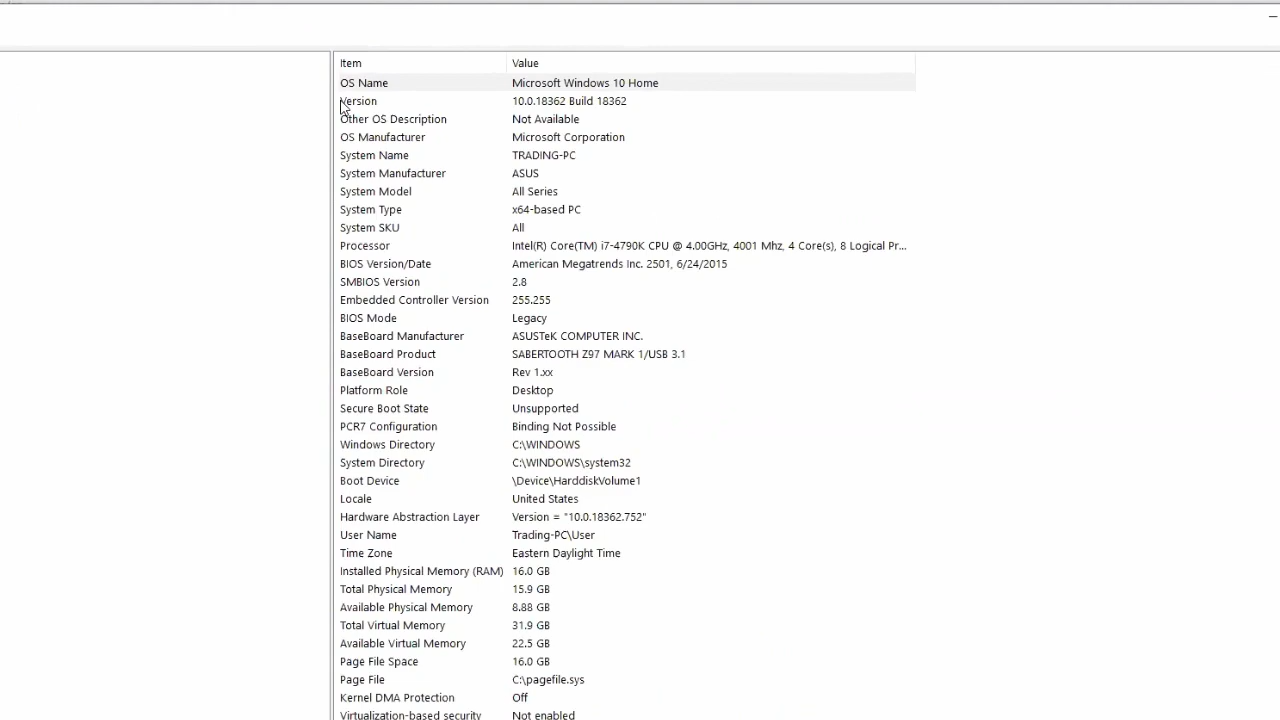 Item Value
OS Name Microsoft Windows 10 Home
Version 10.0.18362 Build 18362
Other OS Description Not Available
OS Manufacturer Microsoft Corporation
System Name TRADING-PC
System Manufacturer ASUS
System Model All Series
System Type x64-based PC
System SKU All
Processor Intel(R) Core(TM) i7-4790K CPU @ 4.00GHz, 4001 Mhz, 4 Core(s), 8 Logical Pr...
BIOS Version/Date American Megatrends Inc. 2501, 6/24/2015
SMBIOS Version 2.8
Embedded Controller Version 255.255
BIOS Mode Legacy
BaseBoard Manufacturer ASUSTeK COMPUTER INC.
BaseBoard Product SABERTOOTH Z97 MARK 1/USB 3.1
BaseBoard Version Rev 1.xx
Platform Role Desktop
Secure Boot State Unsupported
PCR7 Configuration Binding Not Possible
Windows Directory C:\WINDOWS
System Directory C:\WINDOWS\system32
Boot Device \Device\HarddiskVolume1
Locale United States
Hardware Abstraction Layer Version = "10.0.18362.752"
User Name Trading-PC\User
Time Zone Eastern Daylight Time
Installed Physical Memory (RAM) 16.0 GB
Total Physical Memory 15.9 GB
Available Physical Memory 8.88 GB
Total Virtual Memory 31.9 GB
Available Virtual Memory 22.5 GB
Page File Space 16.0 GB
Page File C:\pagefile.sys
Kernel DMA Protection Off
Virtualization-based security Not enabled